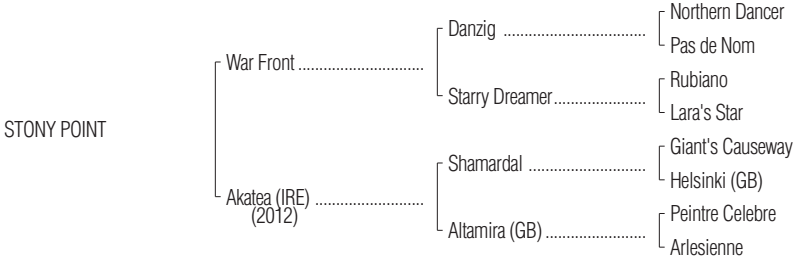 Northern Dancer
Danzig ..................................
Pas de Nom
War Front ..............................
Rubiano
Starry Dreamer......................
Lara's Star
STONY POINT
Giant's Causeway
Shamardal ............................
Helsinki (GB)
Akatea (IRE) ..........................
(2012)
Peintre Celebre
Altamira (GB) ........................
Arlesienne